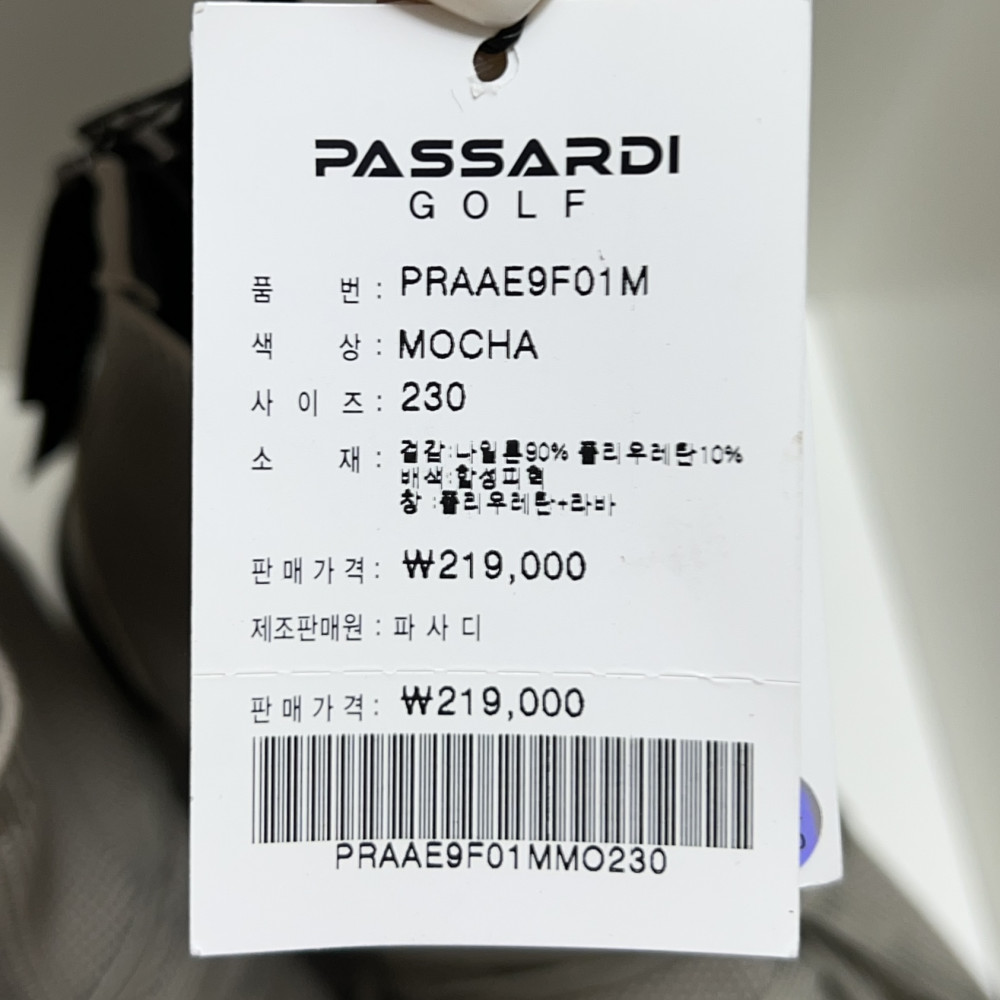 PASSARDI
GOLF
품 번 : PRAAE9F01M
색 상 : MOCHA
사 이 즈 : 230
소 재 : 겉감:나일론90% 폴리우레탄10%
배색:합성피혁
창 :폴리우레탄+라바
판 매 가 격 : ₩219,000
제조판매원 : 파 사 디
판 매 가 격 : ₩219,000
PRAAE9F01MMO230